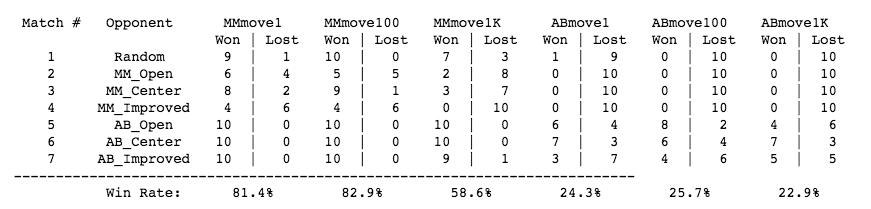 Match #   Opponent      MMmove1     MMmove100     MMmove1K     ABmove1     ABmove100     ABmove1K
                        Won | Lost   Won | Lost   Won | Lost   Won | Lost   Won | Lost   Won | Lost
   1       Random        9  |   1    10  |   0     7  |   3     1  |   9     0  |  10     0  |  10
   2       MM_Open       6  |   4     5  |   5     2  |   8     0  |  10     0  |  10     0  |  10
   3      MM_Center      8  |   2     9  |   1     3  |   7     0  |  10     0  |  10     0  |  10
   4     MM_Improved     4  |   6     4  |   6     0  |  10     0  |  10     0  |  10     0  |  10
   5       AB_Open      10  |   0    10  |   0    10  |   0     6  |   4     8  |   2     4  |   6
   6      AB_Center     10  |   0    10  |   0    10  |   0     7  |   3     6  |   4     7  |   3
   7     AB_Improved    10  |   0    10  |   0     9  |   1     3  |   7     4  |   6     5  |   5
--------------------------------------------------------------------------
          Win Rate:      81.4%        82.9%        58.6%        24.3%        25.7%        22.9%